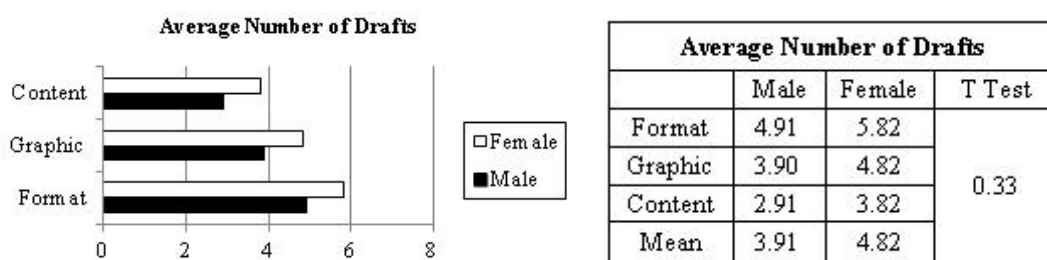 Average Number of Drafts
Content
Graphic
Format
0 2 4 6 8
Female
Male
Average Number of Drafts
Male Female T Test
Format 4.91 5.82
Graphic 3.90 4.82
0.33
Content 2.91 3.82
Mean 3.91 4.82